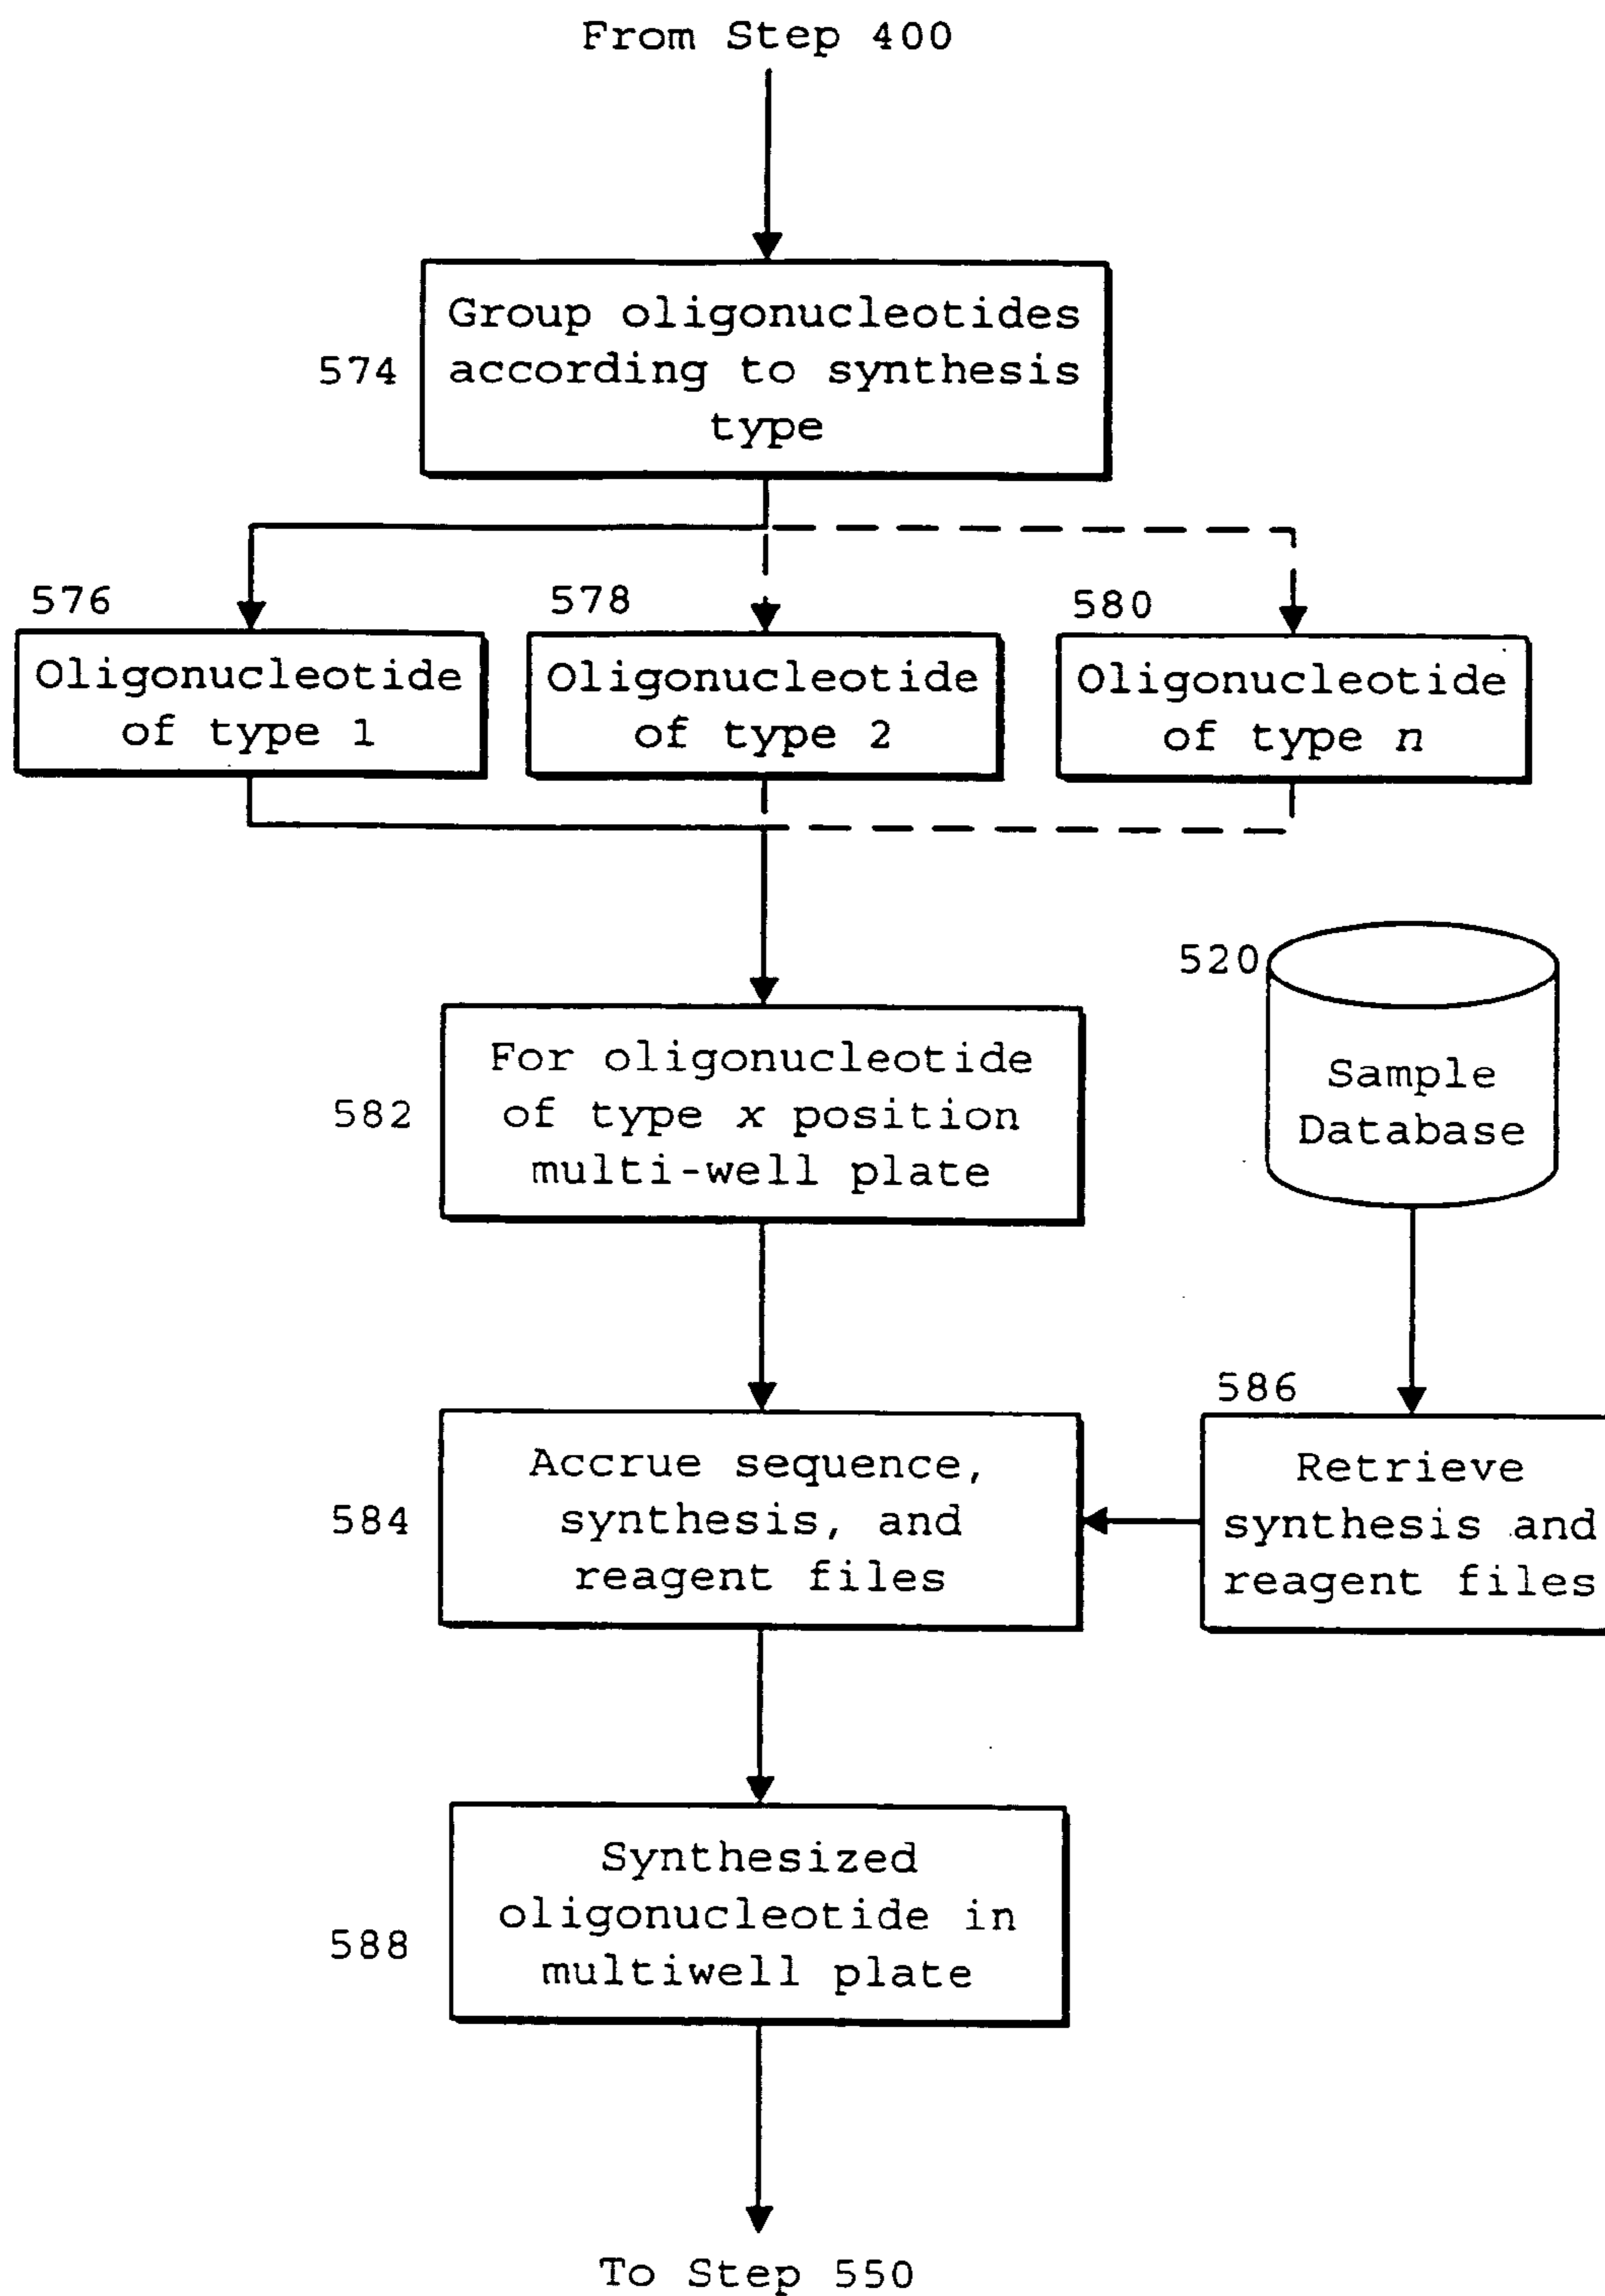 From Step 400
574
Group oligonucleotides
according to synthesis
type
576
Oligonucleotide
of type 1
578
Oligonucleotide
of type 2
580
Oligonucleotide
of type n
582
For oligonucleotide
of type x position
multi-well plate
520
Sample
Database
584
Accrue sequence,
synthesis, and
reagent files
586
Retrieve
synthesis and
reagent files
588
Synthesized
oligonucleotide in
multiwell plate
To Step 550